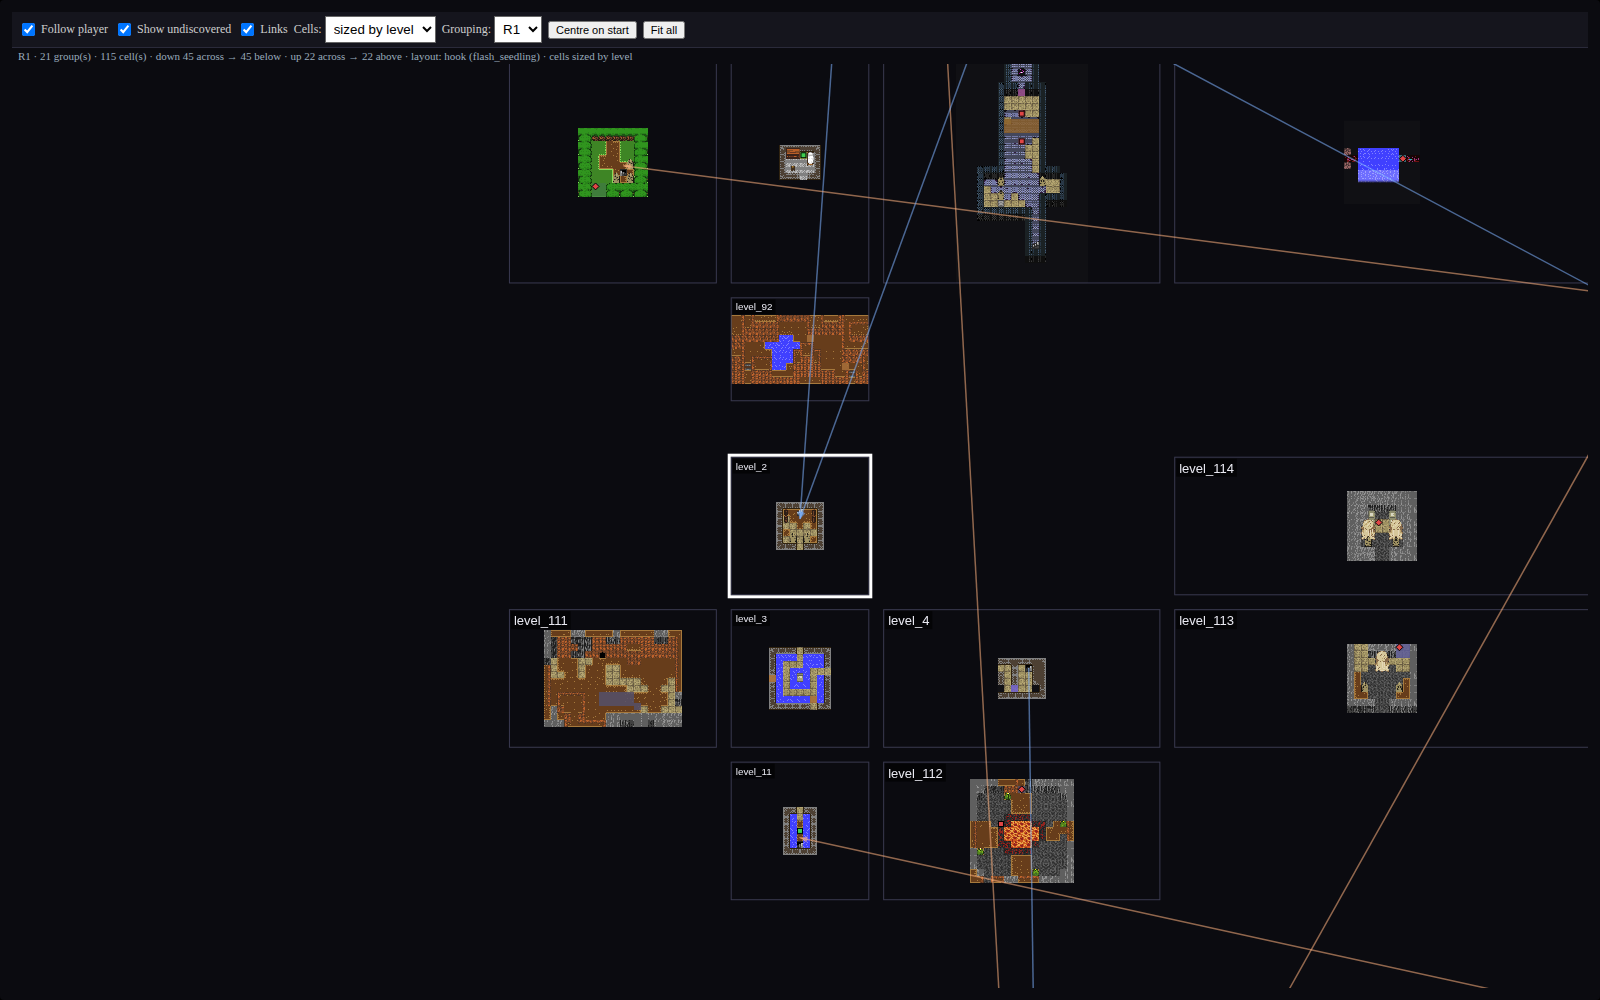 Follow player Show undiscovered Links Cells: sized by level Grouping: R1 Centre on start Fit all
R1 · 21 group(s) · 115 cell(s) · down 45 across → 45 below · up 22 across → 22 above · layout: hook (flash_seedling) · cells sized by level
level_92
level_2
level_114
level_111
level_3
level_4
level_113
level_11
level_112